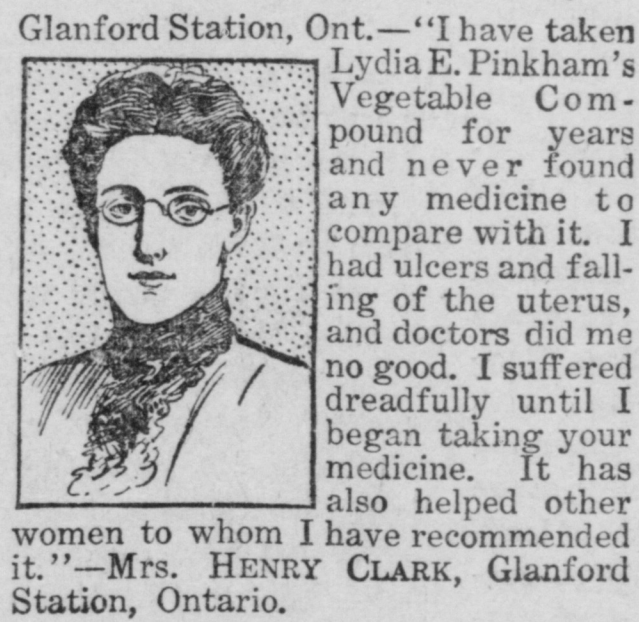 Glanford Station, Ont.—“I have taken
Lydia E. Pinkham’s
Vegetable Com-
pound for years
and never found
any medicine to
compare with it. I
had ulcers and fall-
ing of the uterus,
and doctors did me
no good. I suffered
dreadfully until I
began taking your
medicine. It has
also helped other
women to whom I have recommended
it.”—Mrs. HENRY CLARK, Glanford
Station, Ontario.